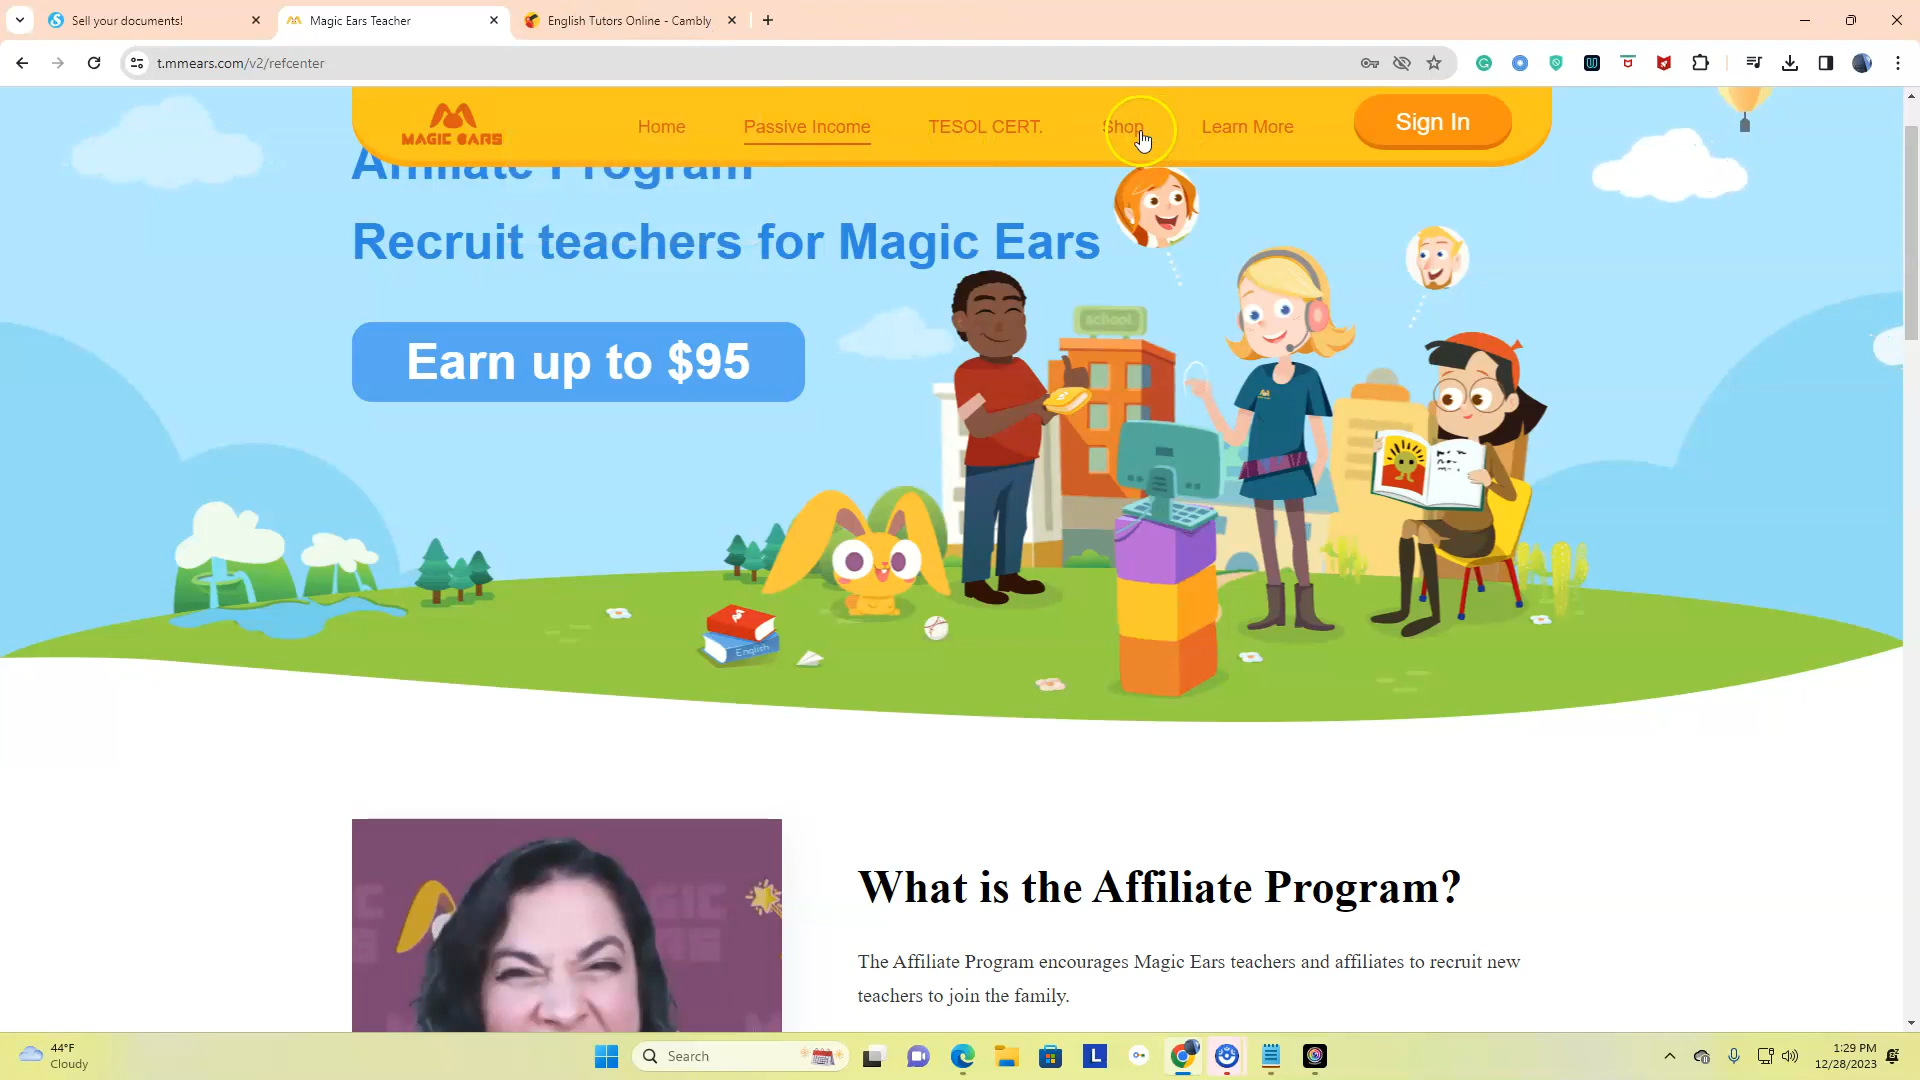 Sell your documents!
Magic Ears Teacher
English Tutors Online - Cambly
t.mmears.com/v2/refcenter
MAGIC EARS
Home
Passive Income
TESOL CERT.
Shop
Learn More
Sign In
Affiliate Program
Recruit teachers for Magic Ears
school
Earn up to $95
English
What is the Affiliate Program?
The Affiliate Program encourages Magic Ears teachers and affiliates to recruit new
teachers to join the family.
44°F
Cloudy
Search
L
1:29 PM
12/28/2023